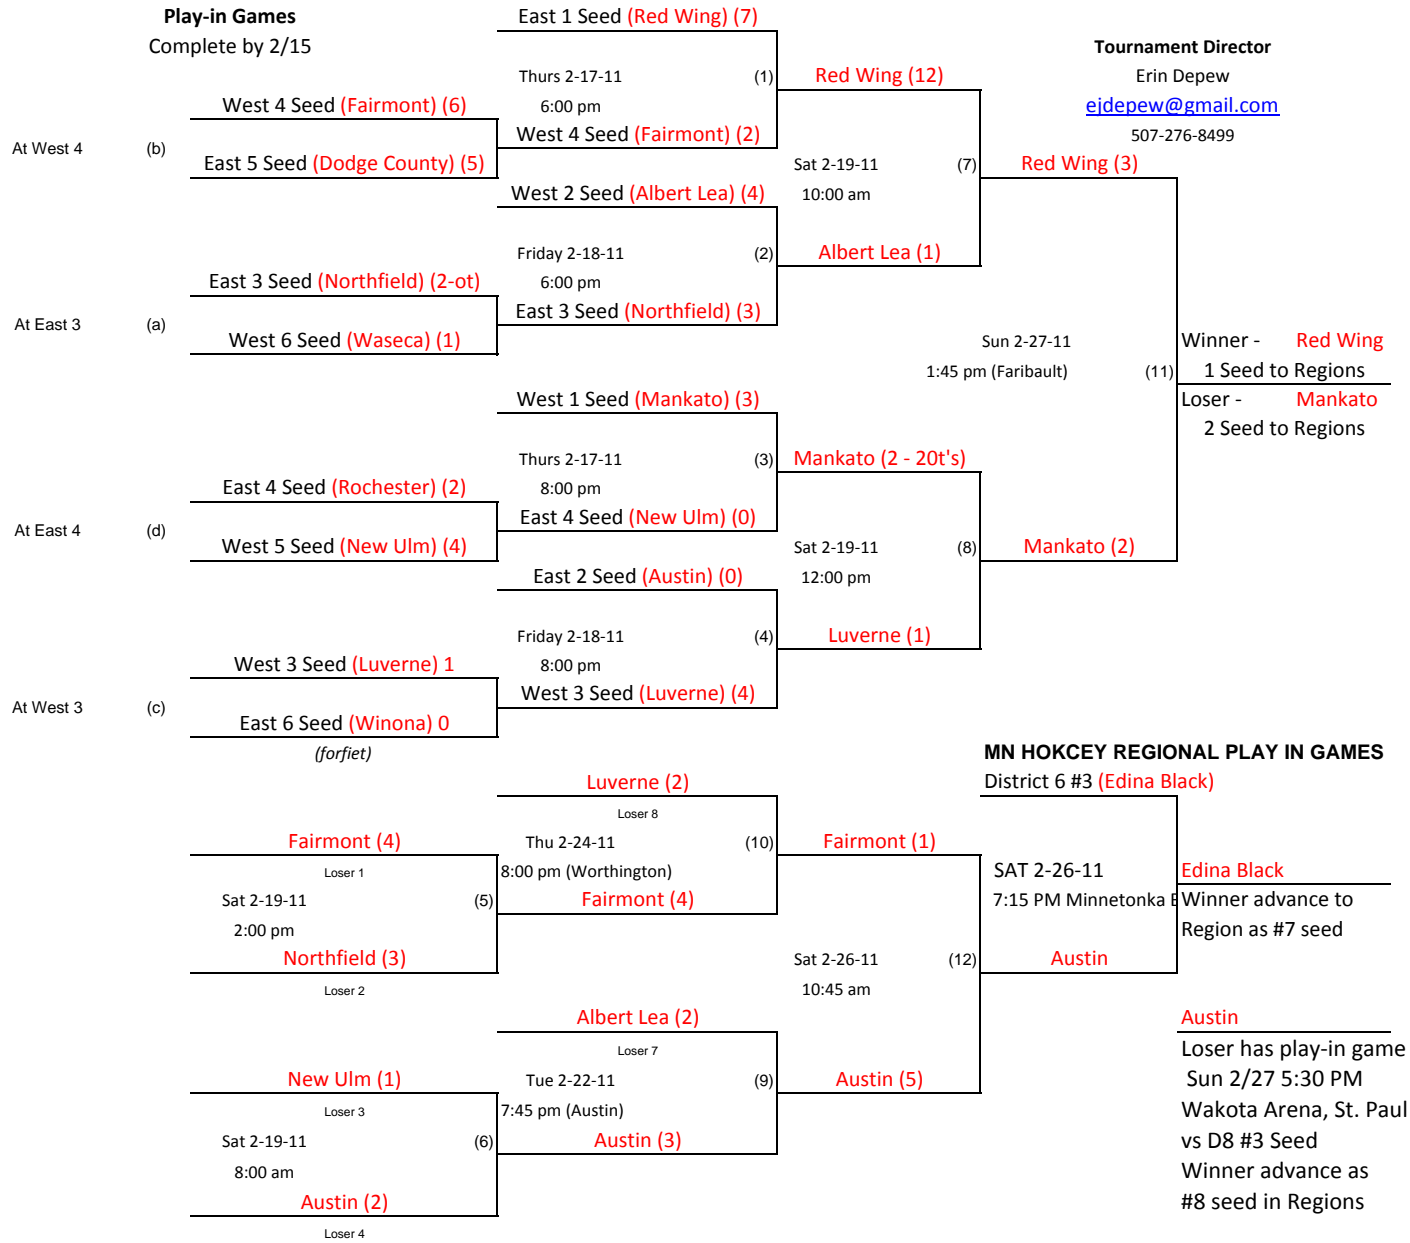 Play-in Games
Complete by 2/15
East 1 Seed (Red Wing) (7)
Tournament Director
Erin Depew
ejdepew@gmail.com
507-276-8499
Thurs 2-17-11
(1)
6:00 pm
Red Wing (12)
West 4 Seed (Fairmont) (6)
West 4 Seed (Fairmont) (2)
At West 4
(b)
East 5 Seed (Dodge County) (5)
Sat 2-19-11
(7)
10:00 am
Red Wing (3)
West 2 Seed (Albert Lea) (4)
Friday 2-18-11
(2)
6:00 pm
Albert Lea (1)
East 3 Seed (Northfield) (2-ot)
East 3 Seed (Northfield) (3)
At East 3
(a)
West 6 Seed (Waseca) (1)
Sun 2-27-11
1:45 pm (Faribault)
(11)
Winner - Red Wing
1 Seed to Regions
Loser - Mankato
2 Seed to Regions
West 1 Seed (Mankato) (3)
Thurs 2-17-11
(3)
8:00 pm
Mankato (2 - 20t's)
East 4 Seed (Rochester) (2)
East 4 Seed (New Ulm) (0)
At East 4
(d)
West 5 Seed (New Ulm) (4)
Sat 2-19-11
(8)
12:00 pm
Mankato (2)
East 2 Seed (Austin) (0)
Friday 2-18-11
(4)
8:00 pm
Luverne (1)
West 3 Seed (Luverne) 1
West 3 Seed (Luverne) (4)
At West 3
(c)
East 6 Seed (Winona) 0
(forfiet)
MN HOKCEY REGIONAL PLAY IN GAMES
District 6 #3 (Edina Black)
Luverne (2)
Loser 8
Fairmont (4)
Loser 1
Thu 2-24-11
(10)
8:00 pm (Worthington)
Fairmont (1)
SAT 2-26-11
7:15 PM Minnetonka B
Edina Black
Winner advance to
Region as #7 seed
Sat 2-19-11
(5)
2:00 pm
Fairmont (4)
Northfield (3)
Loser 2
Sat 2-26-11
(12)
10:45 am
Austin
Albert Lea (2)
Loser 7
Austin
Loser has play-in game
Sun 2/27 5:30 PM
Wakota Arena, St. Paul
vs D8 #3 Seed
Winner advance as
#8 seed in Regions
New Ulm (1)
Loser 3
Tue 2-22-11
(9)
7:45 pm (Austin)
Austin (5)
Sat 2-19-11
(6)
8:00 am
Austin (3)
Austin (2)
Loser 4